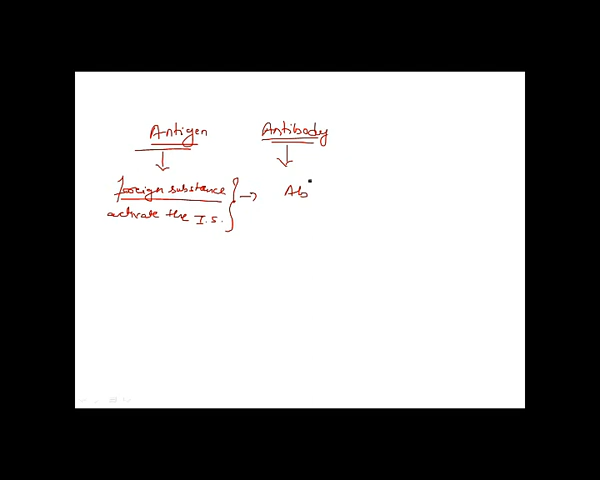 Antigen Antibody
foreign substance
activate the I.S. Ab